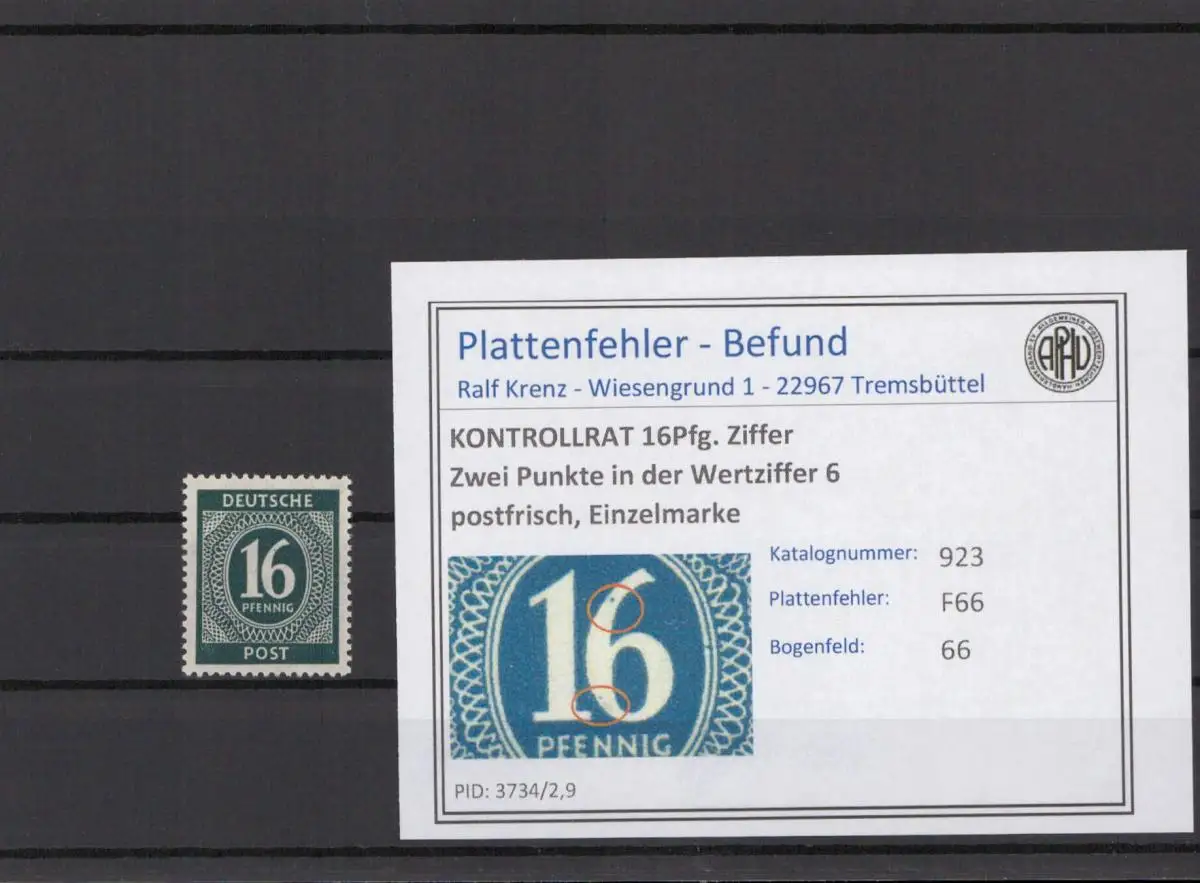 DEUTSCHE
16
PFENNIG
POST
Plattenfehler - Befund
Ralf Krenz - Wiesengrund 1 - 22967 Tremsbüttel
APHV
KONTROLLRAT 16Pfg. Ziffer
Zwei Punkte in der Wertziffer 6
postfrisch, Einzelmarke
16
PFENNIG
Katalognummer: 923
Plattenfehler: F66
Bogenfeld: 66
PID: 3734/2,9